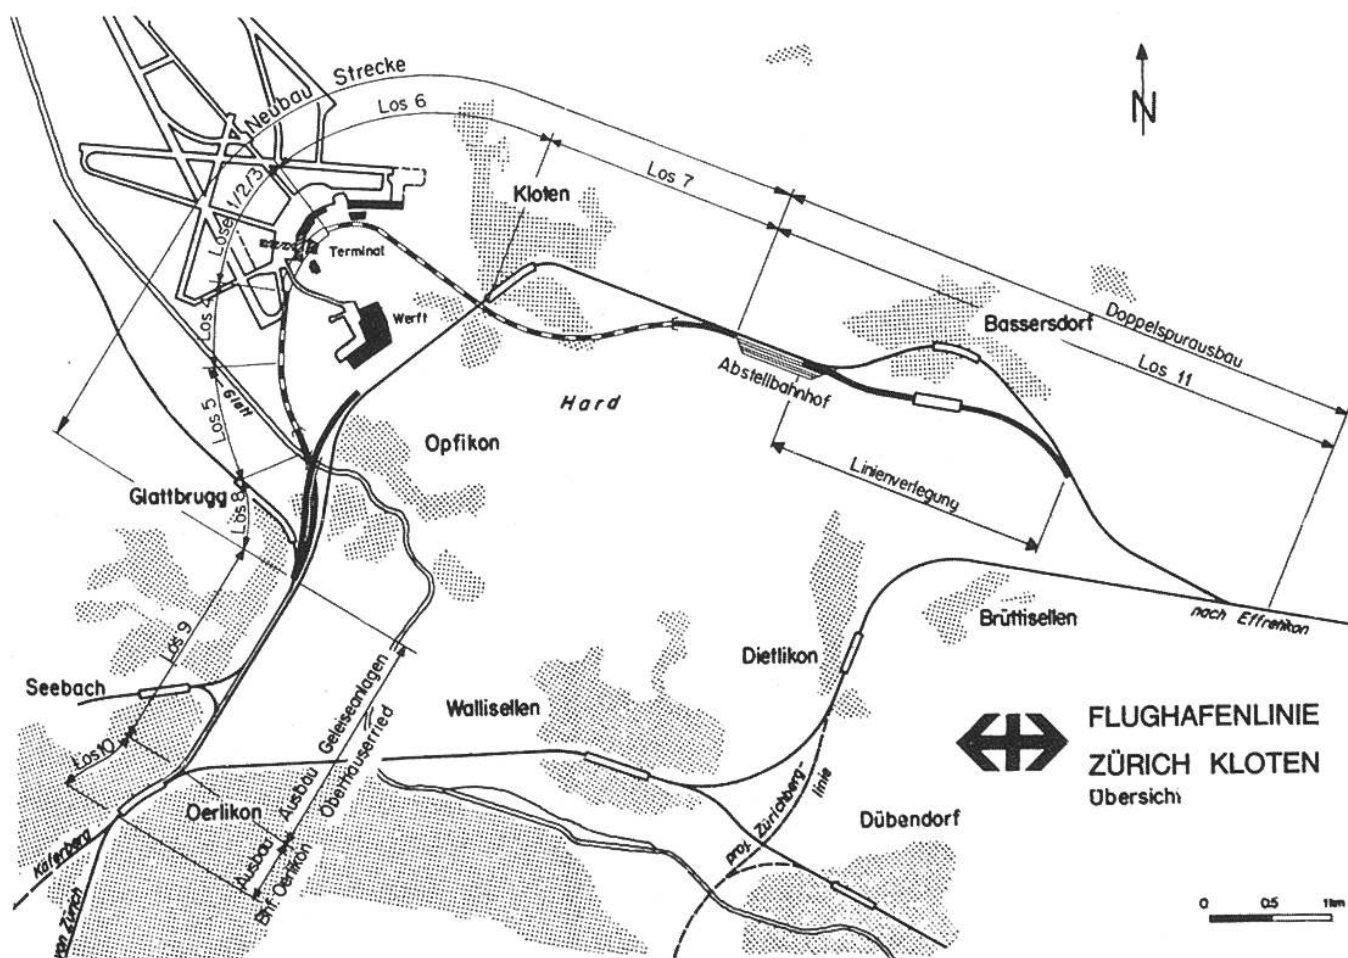 Neubau Strecke
Los 6
N
Los 7
Kloten
Lose 1/2/3
Terminal
Werft
Los
Bassersdorf
Doppelspurausbau
Los 11
Abstellbahnhof
Hard
Glatt
Los 5
Opfikon
Linienverlegung
Glattbrugg
Los 8
Los 9
nach Effretikon
Brüttisellen
Dietlikon
Seebach
Wallisellen
Ausbau Geleiseanlagen
Oberhauserried
FLUGHAFENLINIE
ZÜRICH KLOTEN
Übersicht
Los 10
Oerlikon
proj. Zürichberg-
linie
Dübendorf
Käferberg
Ausbau
Bhf Oerlikon
von Zürich
0 0.5 1km